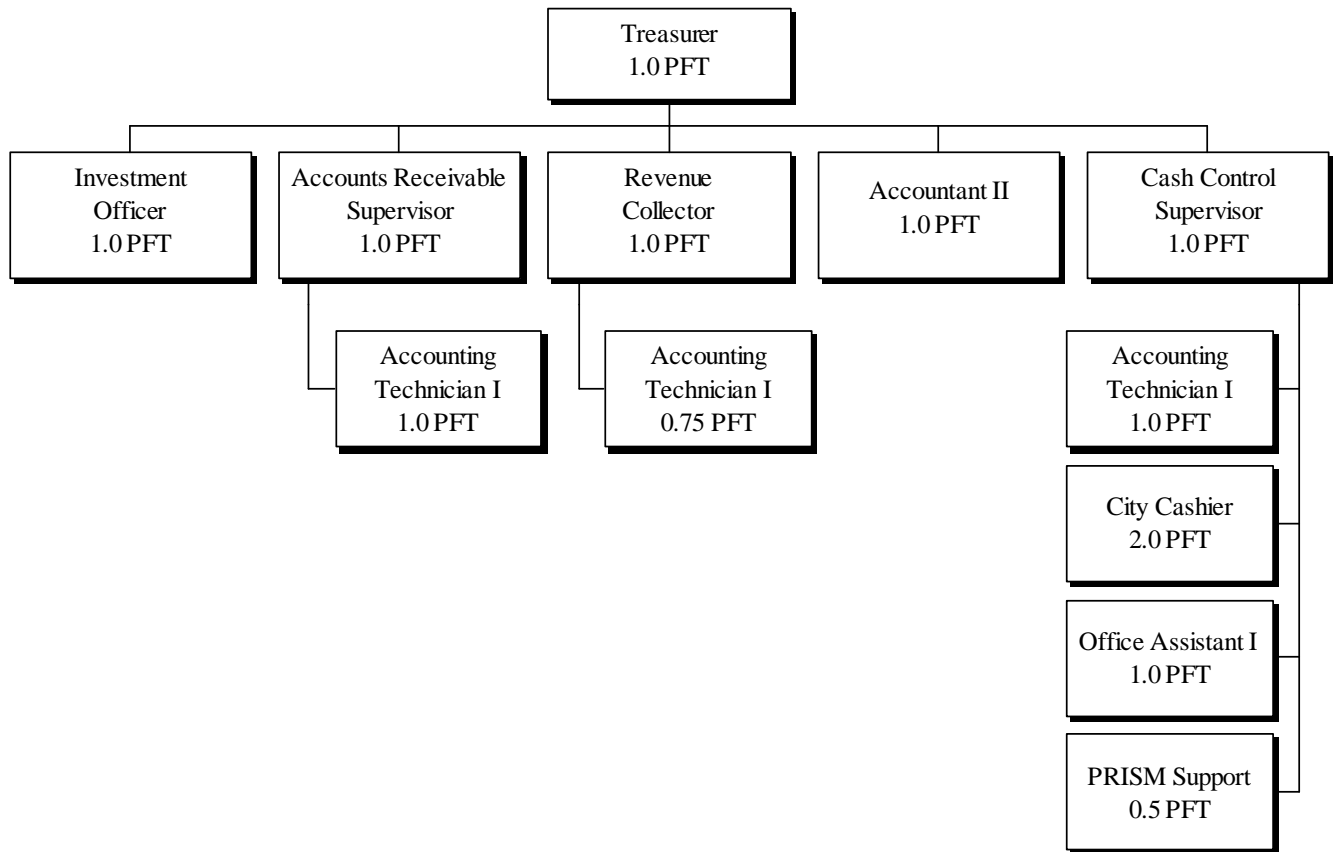 Treasurer
1.0 PFT
Investment
Officer
1.0 PFT
Accounts Receivable
Supervisor
1.0 PFT
Revenue
Collector
1.0 PFT
Accountant II
1.0 PFT
Cash Control
Supervisor
1.0 PFT
Accounting
Technician I
1.0 PFT
Accounting
Technician I
0.75 PFT
Accounting
Technician I
1.0 PFT
City Cashier
2.0 PFT
Office Assistant I
1.0 PFT
PRISM Support
0.5 PFT